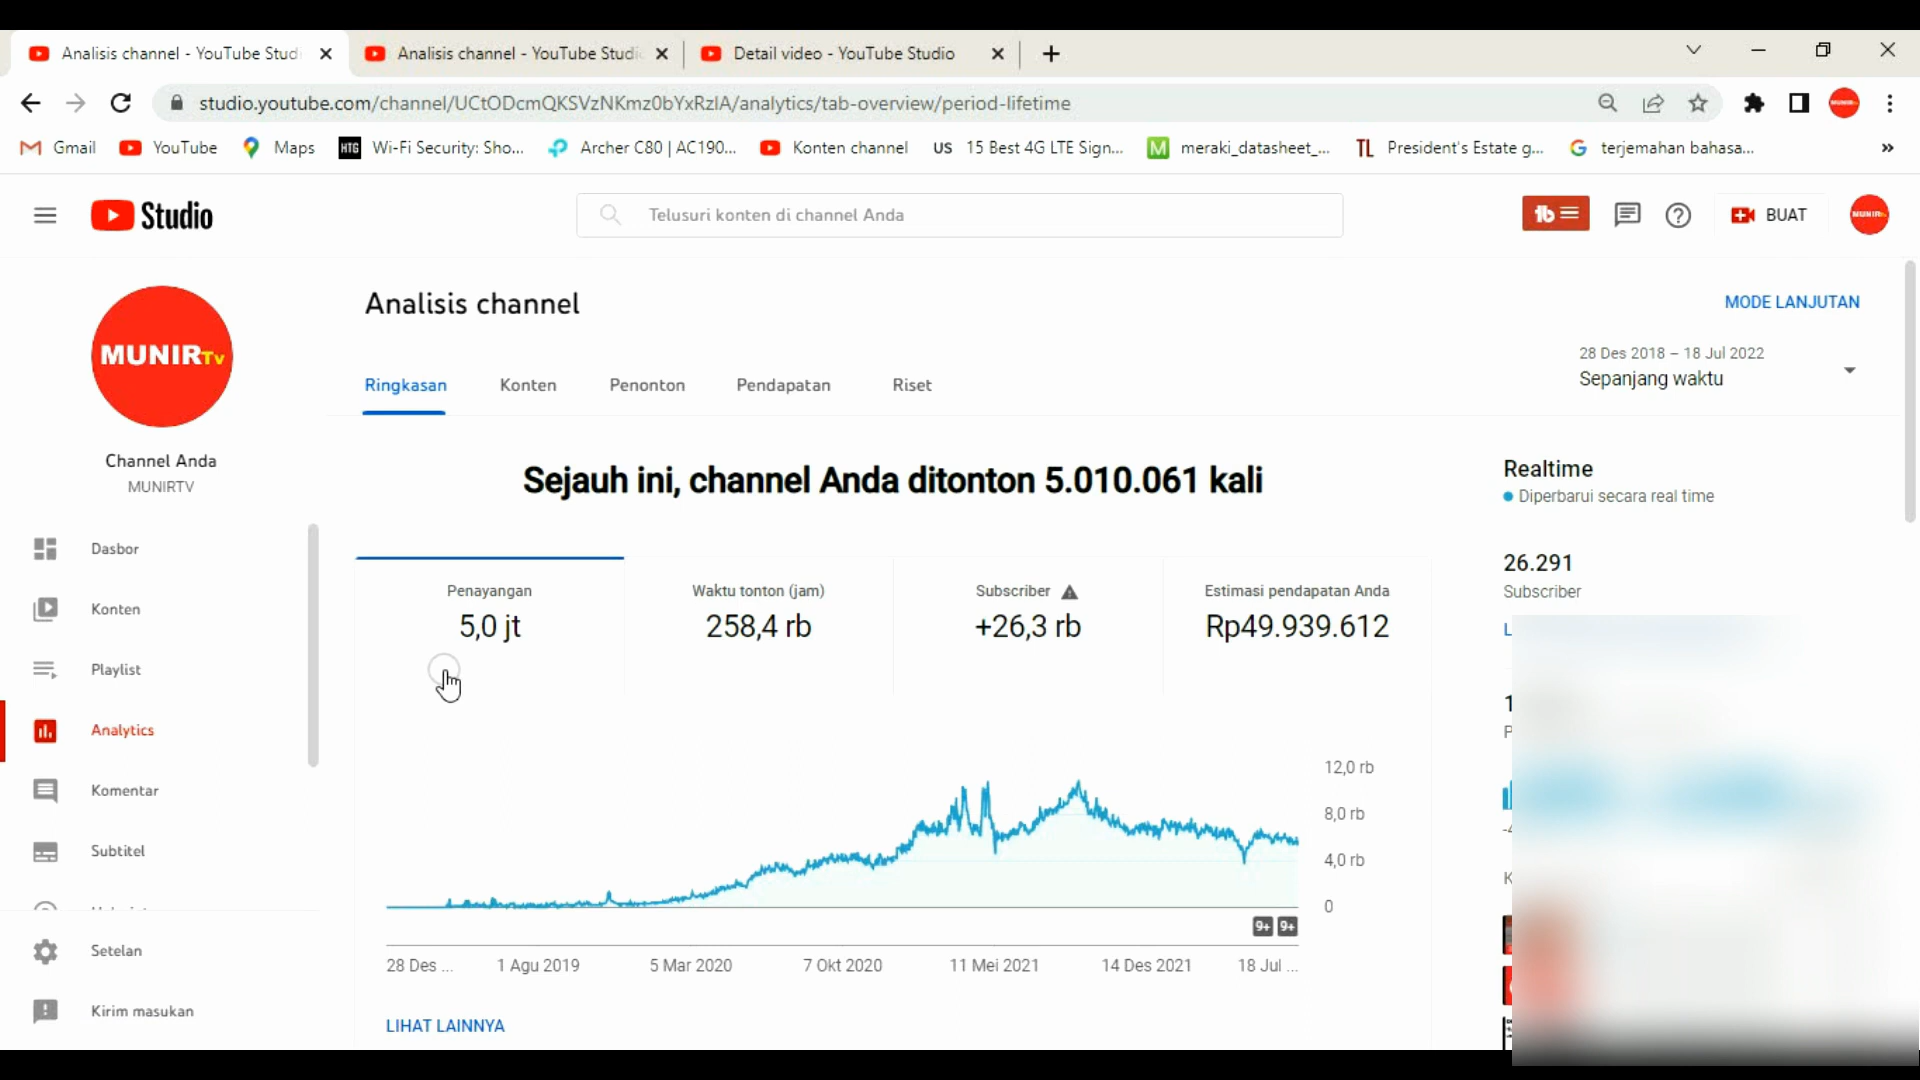 Analisis channel - YouTube Stud
Analisis channel - YouTube Studi
Detail video - YouTube Studio
studio.youtube.com/channel/UCtODcmQKSVzNKmz0bYxRzIA/analytics/tab-overview/period-lifetime
Gmail
YouTube
Maps
HTG
Wi-Fi Security: Sho...
Archer C80 | AC190...
Konten channel
US
15 Best 4G LTE Sign...
M
meraki_datasheet_...
TL
President's Estate g...
terjemahan bahasa...
Studio
Telusuri konten di channel Anda
tb
BUAT
MUNIRTV
Channel Anda
MUNIRTV
Dasbor
Konten
Playlist
Analytics
Komentar
Subtitel
Setelan
Kirim masukan
Analisis channel
MODE LANJUTAN
28 Des 2018 – 18 Jul 2022
Sepanjang waktu
Ringkasan
Konten
Penonton
Pendapatan
Riset
Sejauh ini, channel Anda ditonton 5.010.061 kali
Penayangan
5,0 jt
Waktu tonton (jam)
258,4 rb
Subscriber
+26,3 rb
Estimasi pendapatan Anda
Rp49.939.612
12,0 rb
8,0 rb
4,0 rb
0
9+ 9+
28 Des ...
1 Agu 2019
5 Mar 2020
7 Okt 2020
11 Mei 2021
14 Des 2021
18 Jul ...
LIHAT LAINNYA
Realtime
Diperbarui secara real time
26.291
Subscriber